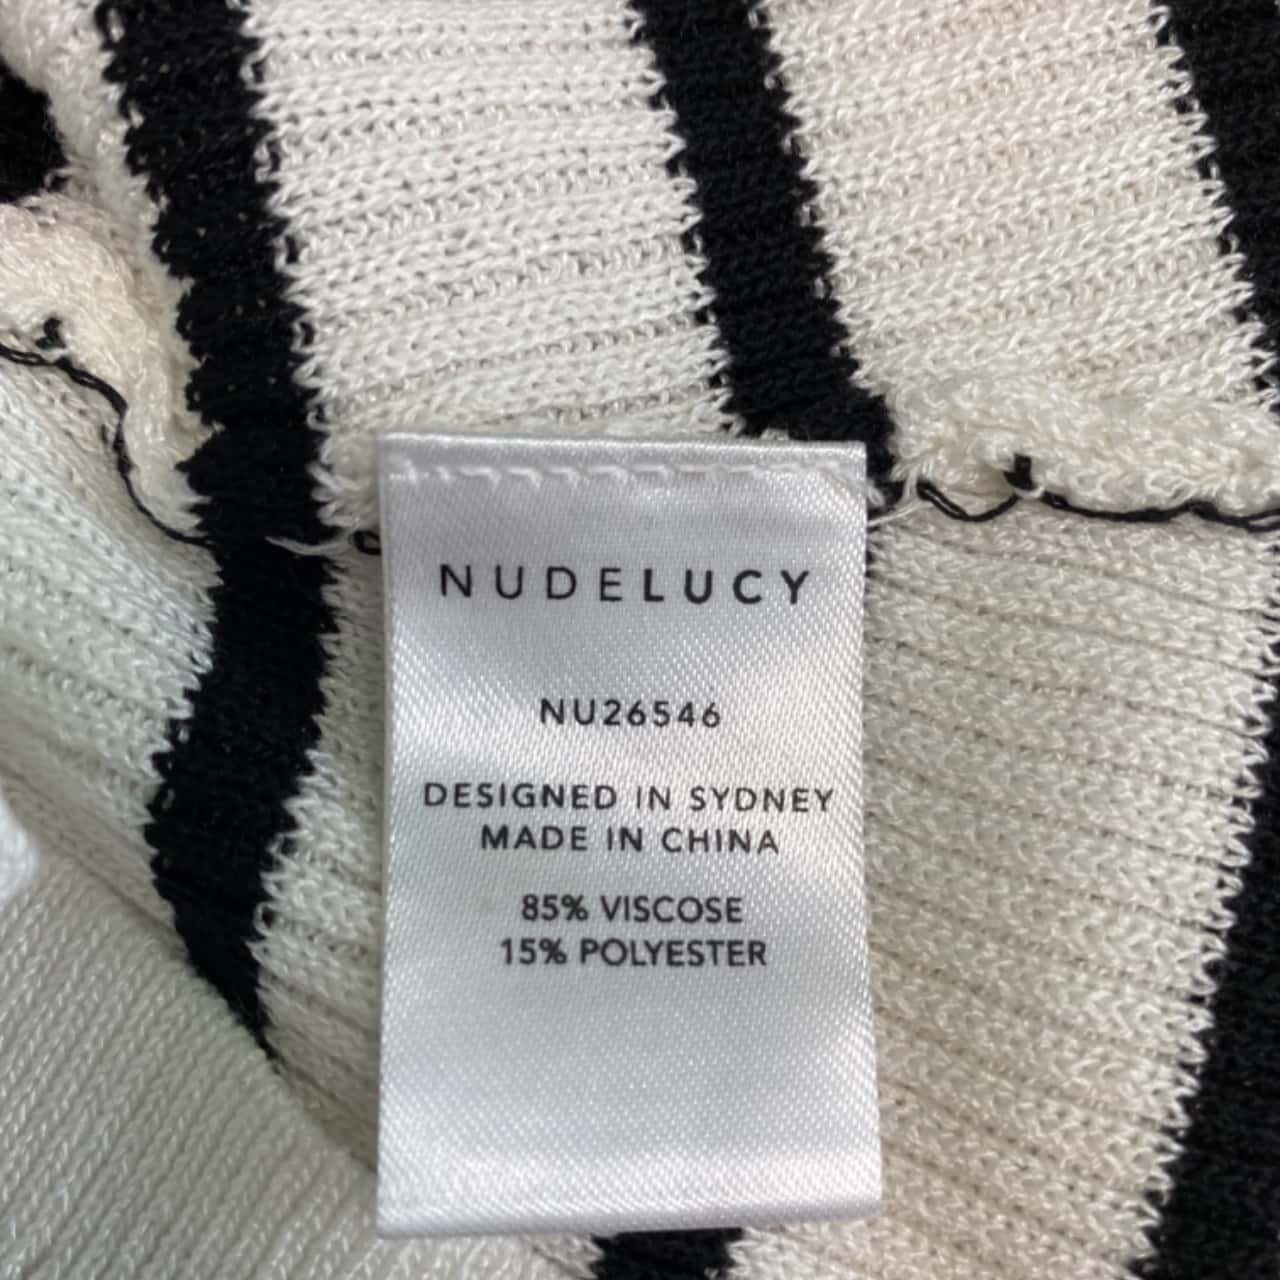 NUDELUCY
NU26546
DESIGNED IN SYDNEY
MADE IN CHINA
85% VISCOSE
15% POLYESTER